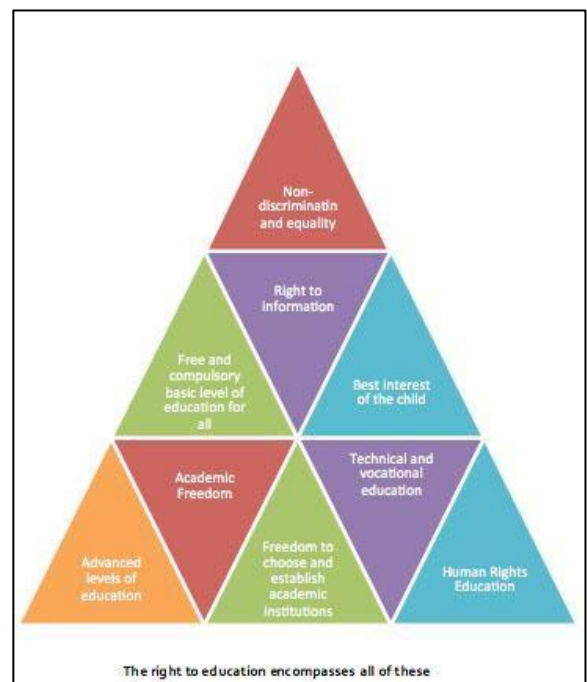 Non-
discriminatin
and equality
Right to
information
Free and
compulsory
basic level of
education for
all
Best interest
of the child
Academic
Freedom
Technical and
vocational
education
Advanced
levels of
education
Freedom to
choose and
establish
academic
institutions
Human Rights
Education
The right to education encompasses all of these